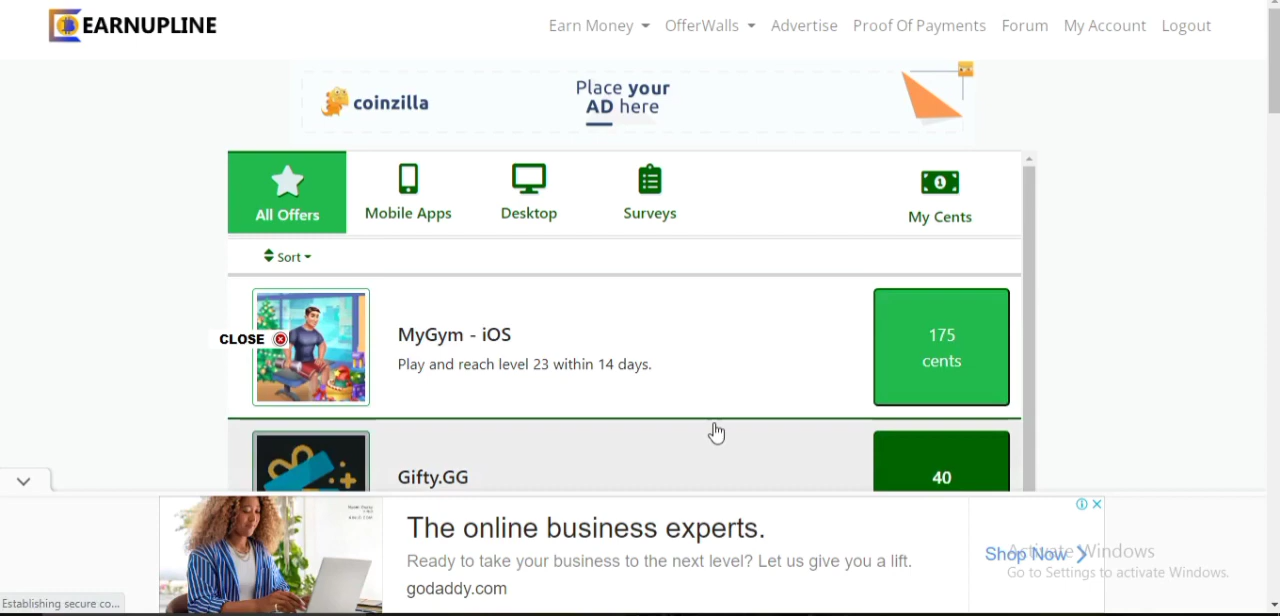 EARNUPLINE
Earn Money OfferWalls Advertise Proof Of Payments Forum My Account Logout
coinzilla
Place your
AD here
All Offers
Mobile Apps
Desktop
Surveys
1
My Cents
Sort
MyGym - iOS
Play and reach level 23 within 14 days.
175
cents
CLOSE
Gifty.GG
40
The online business experts.
Ready to take your business to the next level? Let us give you a lift.
godaddy.com
Shop Now
Activate Windows
Go to Settings to activate Windows.
Establishing secure co...